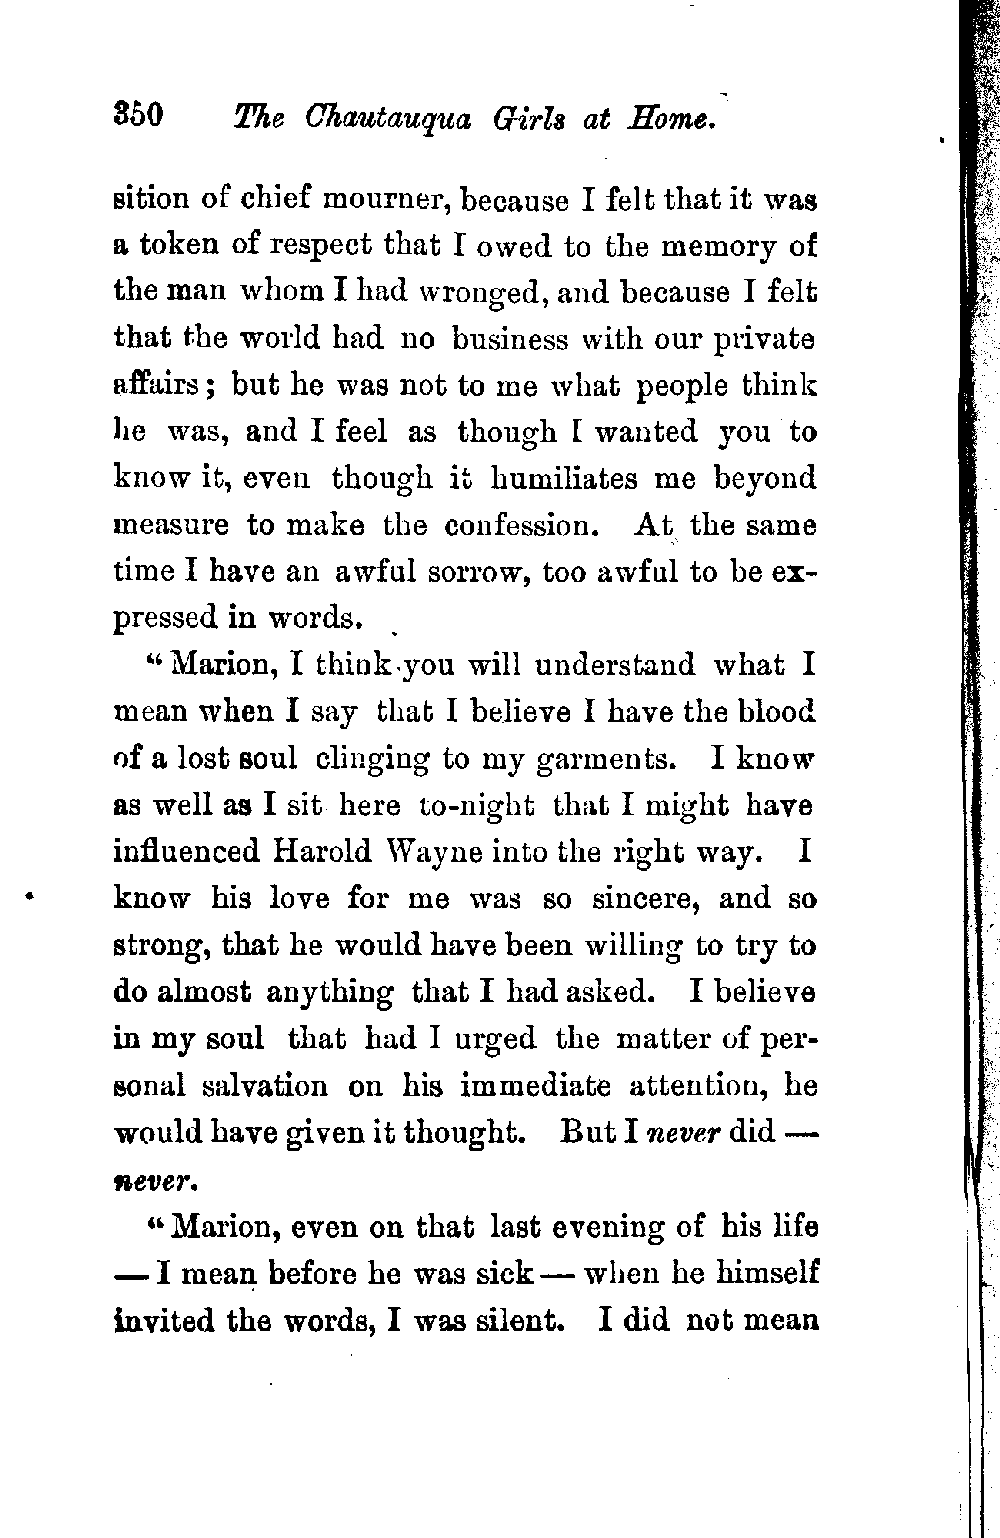 350 The Chautauqua Girls at Home.
sition of chief mourner, because I felt that it was
a token of respect that I owed to the memory of
the man whom I had wronged, and because I felt
that the world had no business with our private
affairs; but he was not to me what people think
he was, and I feel as though I wanted you to
know it, even though it humiliates me beyond
measure to make the confession. At the same
time I have an awful sorrow, too awful to be ex-
pressed in words.
"Marion, I think you will understand what I
mean when I say that I believe I have the blood
of a lost soul clinging to my garments. I know
as well as I sit here to-night that I might have
influenced Harold Wayne into the right way. I
know his love for me was so sincere, and so
strong, that he would have been willing to try to
do almost anything that I had asked. I believe
in my soul that had I urged the matter of per-
sonal salvation on his immediate attention, he
would have given it thought. But I never did —
never.
"Marion, even on that last evening of his life
— I mean before he was sick — when he himself
invited the words, I was silent. I did not mean